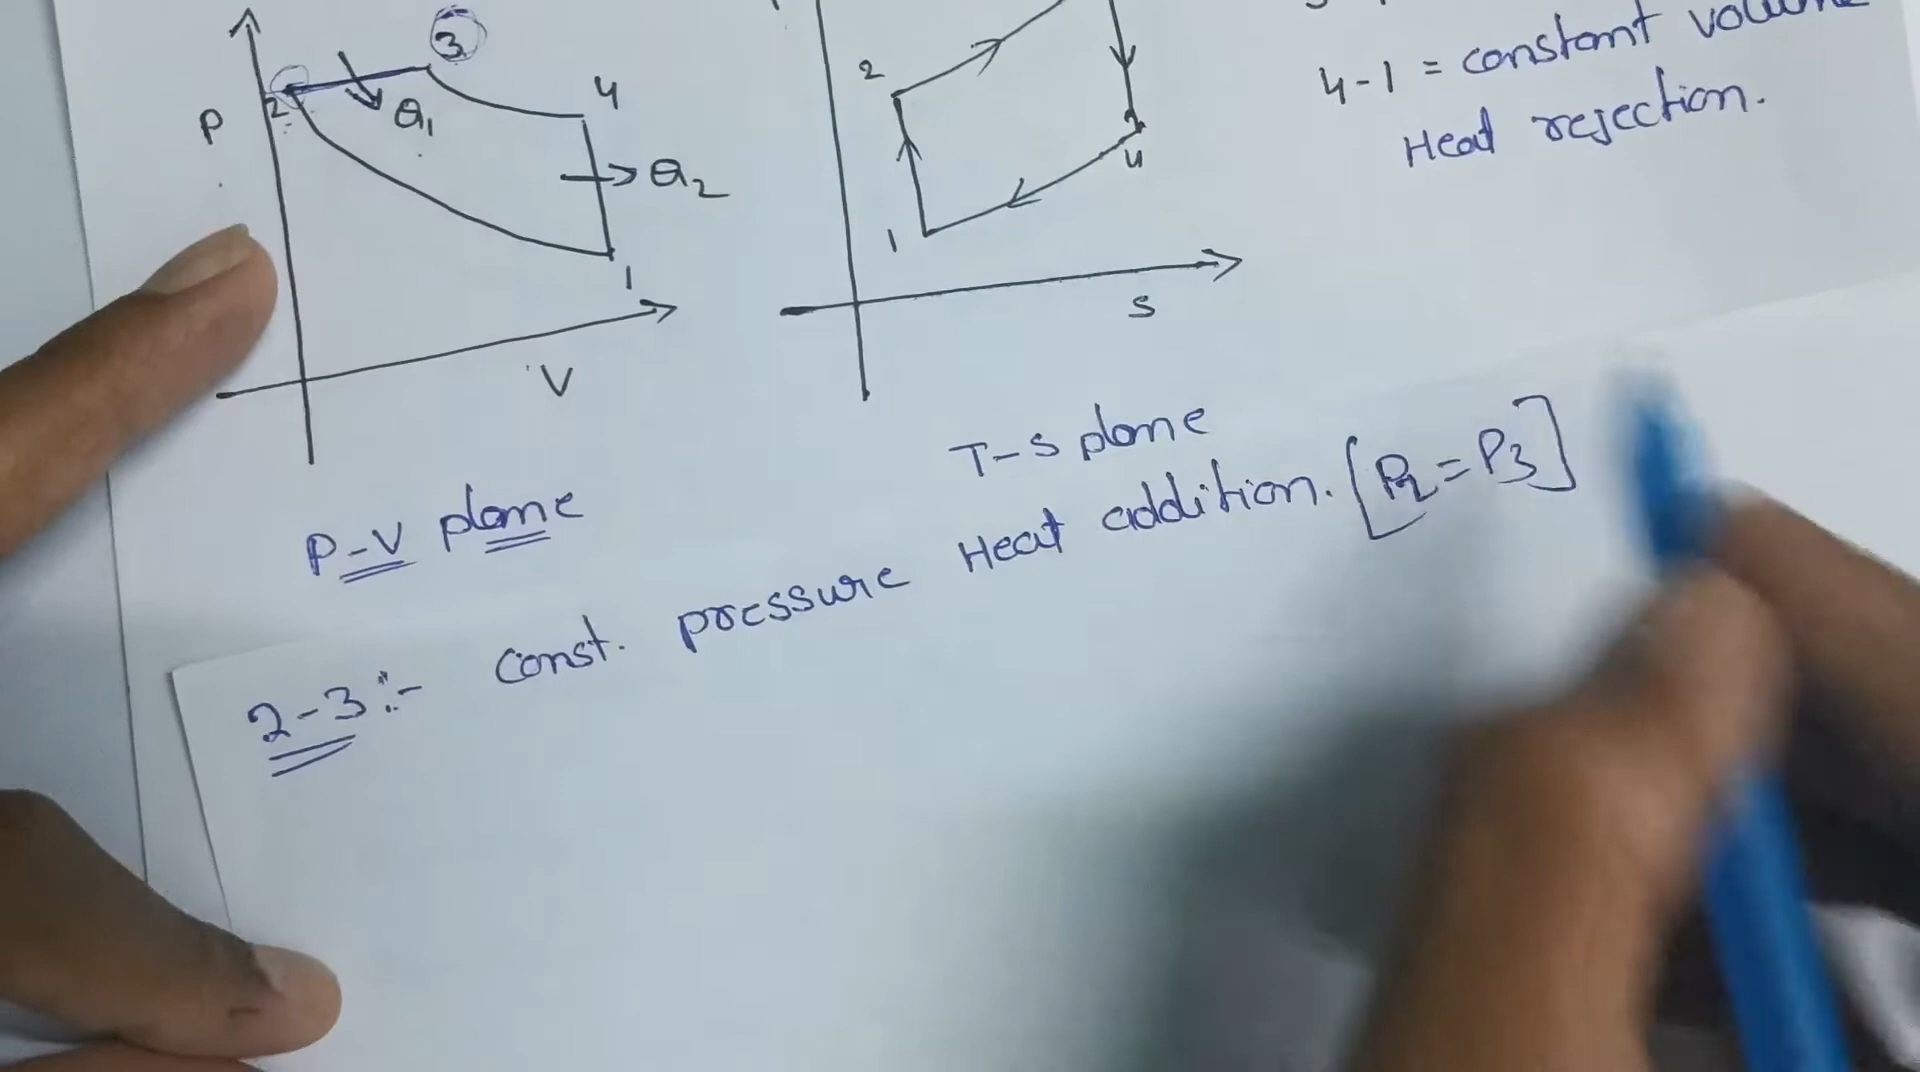 3
2
P
Q1
4
Q2
1
V
P-V plane
2
1
4
S
T-S plane
4-1 = constant volume
Heat rejection.
2-3:- Const. pressure Heat addition. [P2=P3]